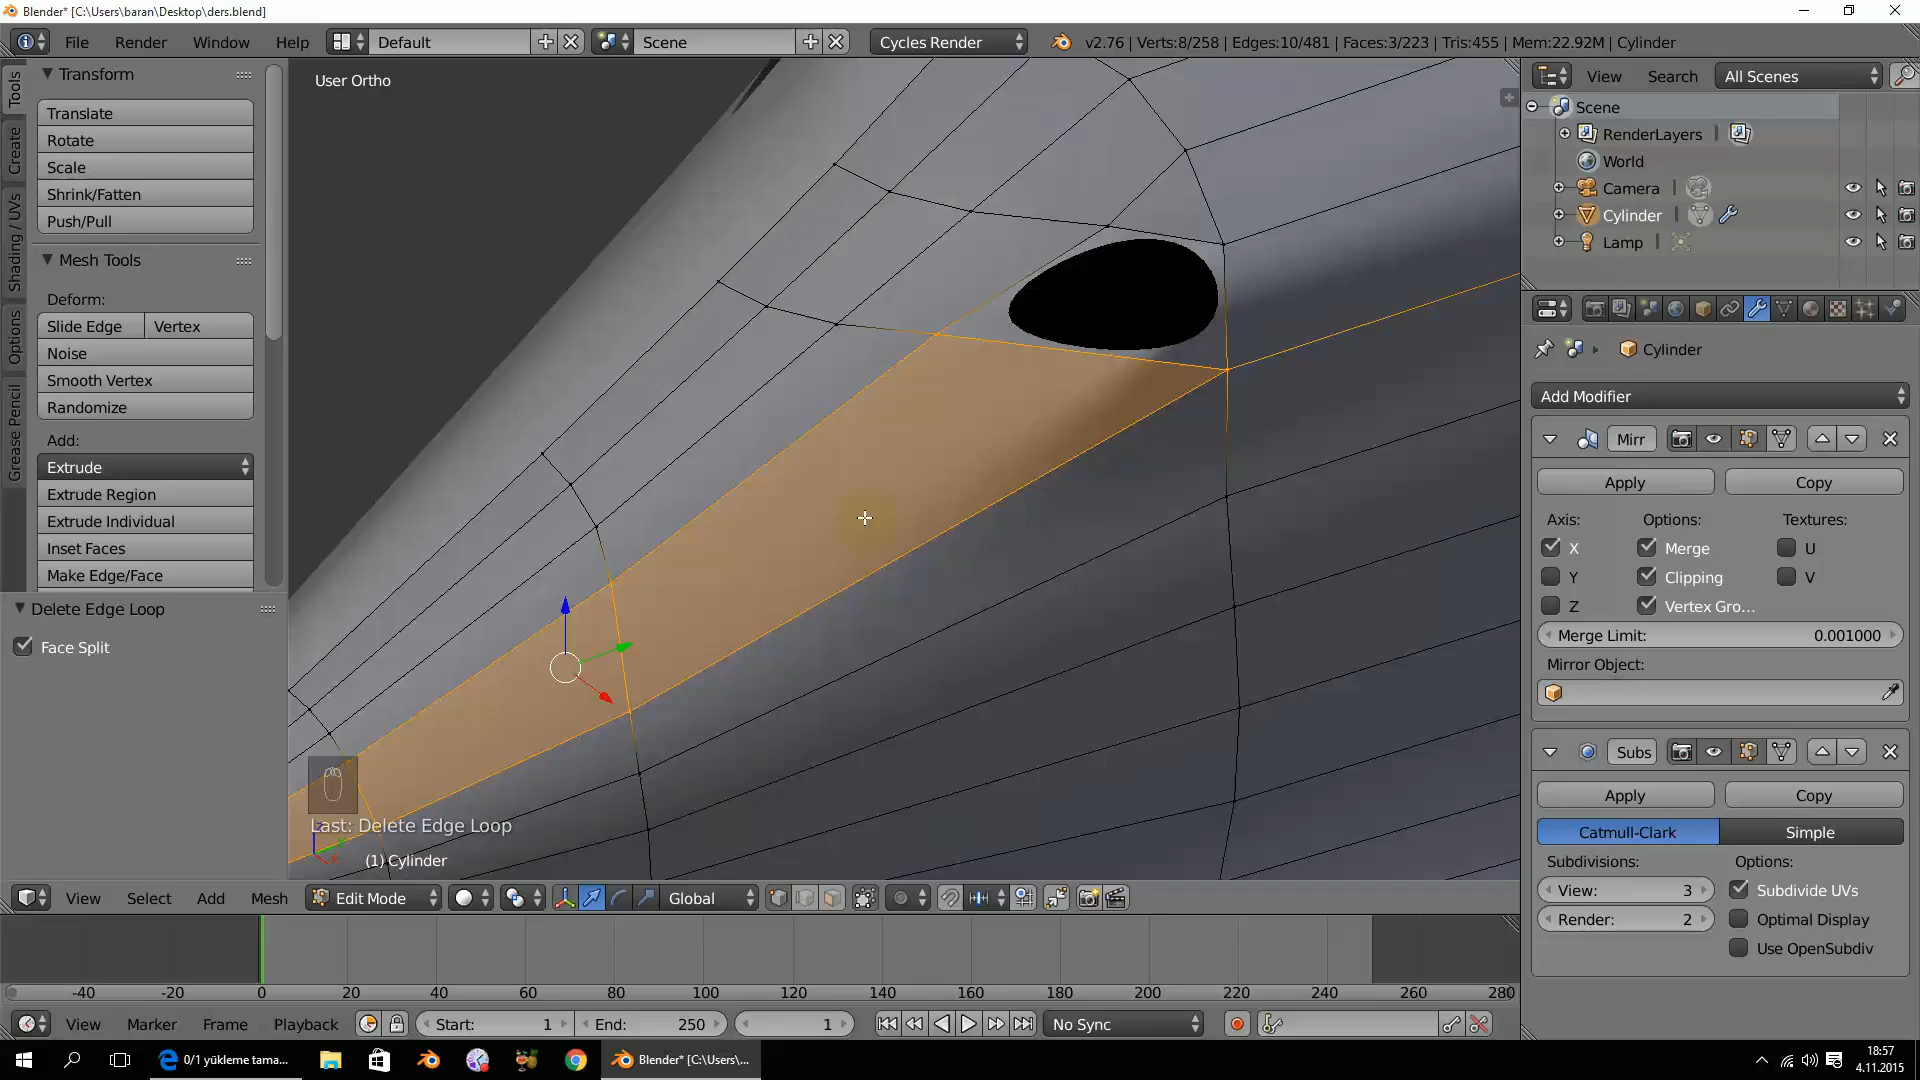 Blender* [C:\Users\baran\Desktop\ders.blend]
File Render Window Help Default Scene Cycles Render v2.76 | Verts:8/258 | Edges:10/481 | Faces:3/223 | Tris:455 | Mem:22.92M | Cylinder
Tools
Create
Shading / UVs
Options
Grease Pencil
Transform
Translate
Rotate
Scale
Shrink/Fatten
Push/Pull
Mesh Tools
Deform:
Slide Edge Vertex
Noise
Smooth Vertex
Randomize
Add:
Extrude
Extrude Region
Extrude Individual
Inset Faces
Make Edge/Face
Delete Edge Loop
Face Split
User Ortho
Last: Delete Edge Loop
(1) Cylinder
View Select Add Mesh Edit Mode Global
View Search All Scenes
Scene
RenderLayers
World
Camera
Cylinder
Lamp
Cylinder
Add Modifier
Mirr
Apply Copy
Axis: Options: Textures:
X Merge U
Y Clipping V
Z Vertex Gro...
Merge Limit: 0.001000
Mirror Object:
Subs
Apply Copy
Catmull-Clark Simple
Subdivisions: Options:
View: 3 Subdivide UVs
Render: 2 Optimal Display
Use OpenSubdiv
-40 -20 0 20 40 60 80 100 120 140 160 180 200 220 240 260 280
View Marker Frame Playback Start: 1 End: 250 1 No Sync
0/1 yükleme tama... Blender* [C:\Users\...
18:57
4.11.2015